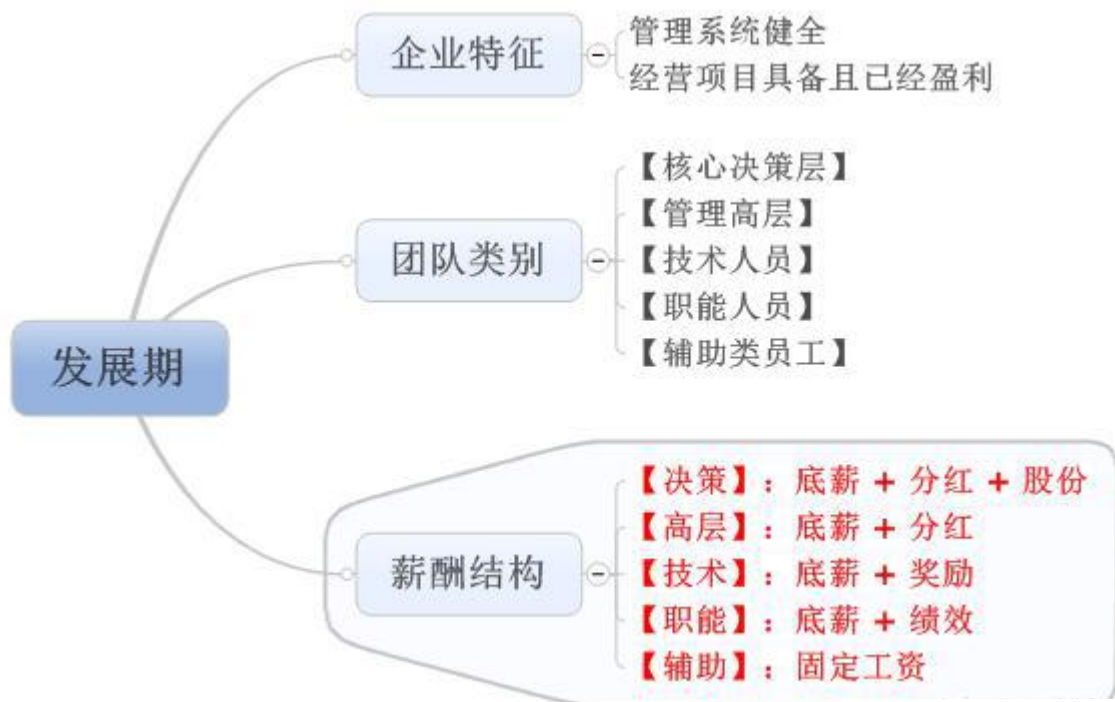 企业特征
管理系统健全
经营项目具备且已经盈利
团队类别
【核心决策层】
【管理高层】
【技术人员】
【职能人员】
【辅助类员工】
发展期
薪酬结构
【决策】：底薪 + 分红 + 股份
【高层】：底薪 + 分红
【技术】：底薪 + 奖励
【职能】：底薪 + 绩效
【辅助】：固定工资